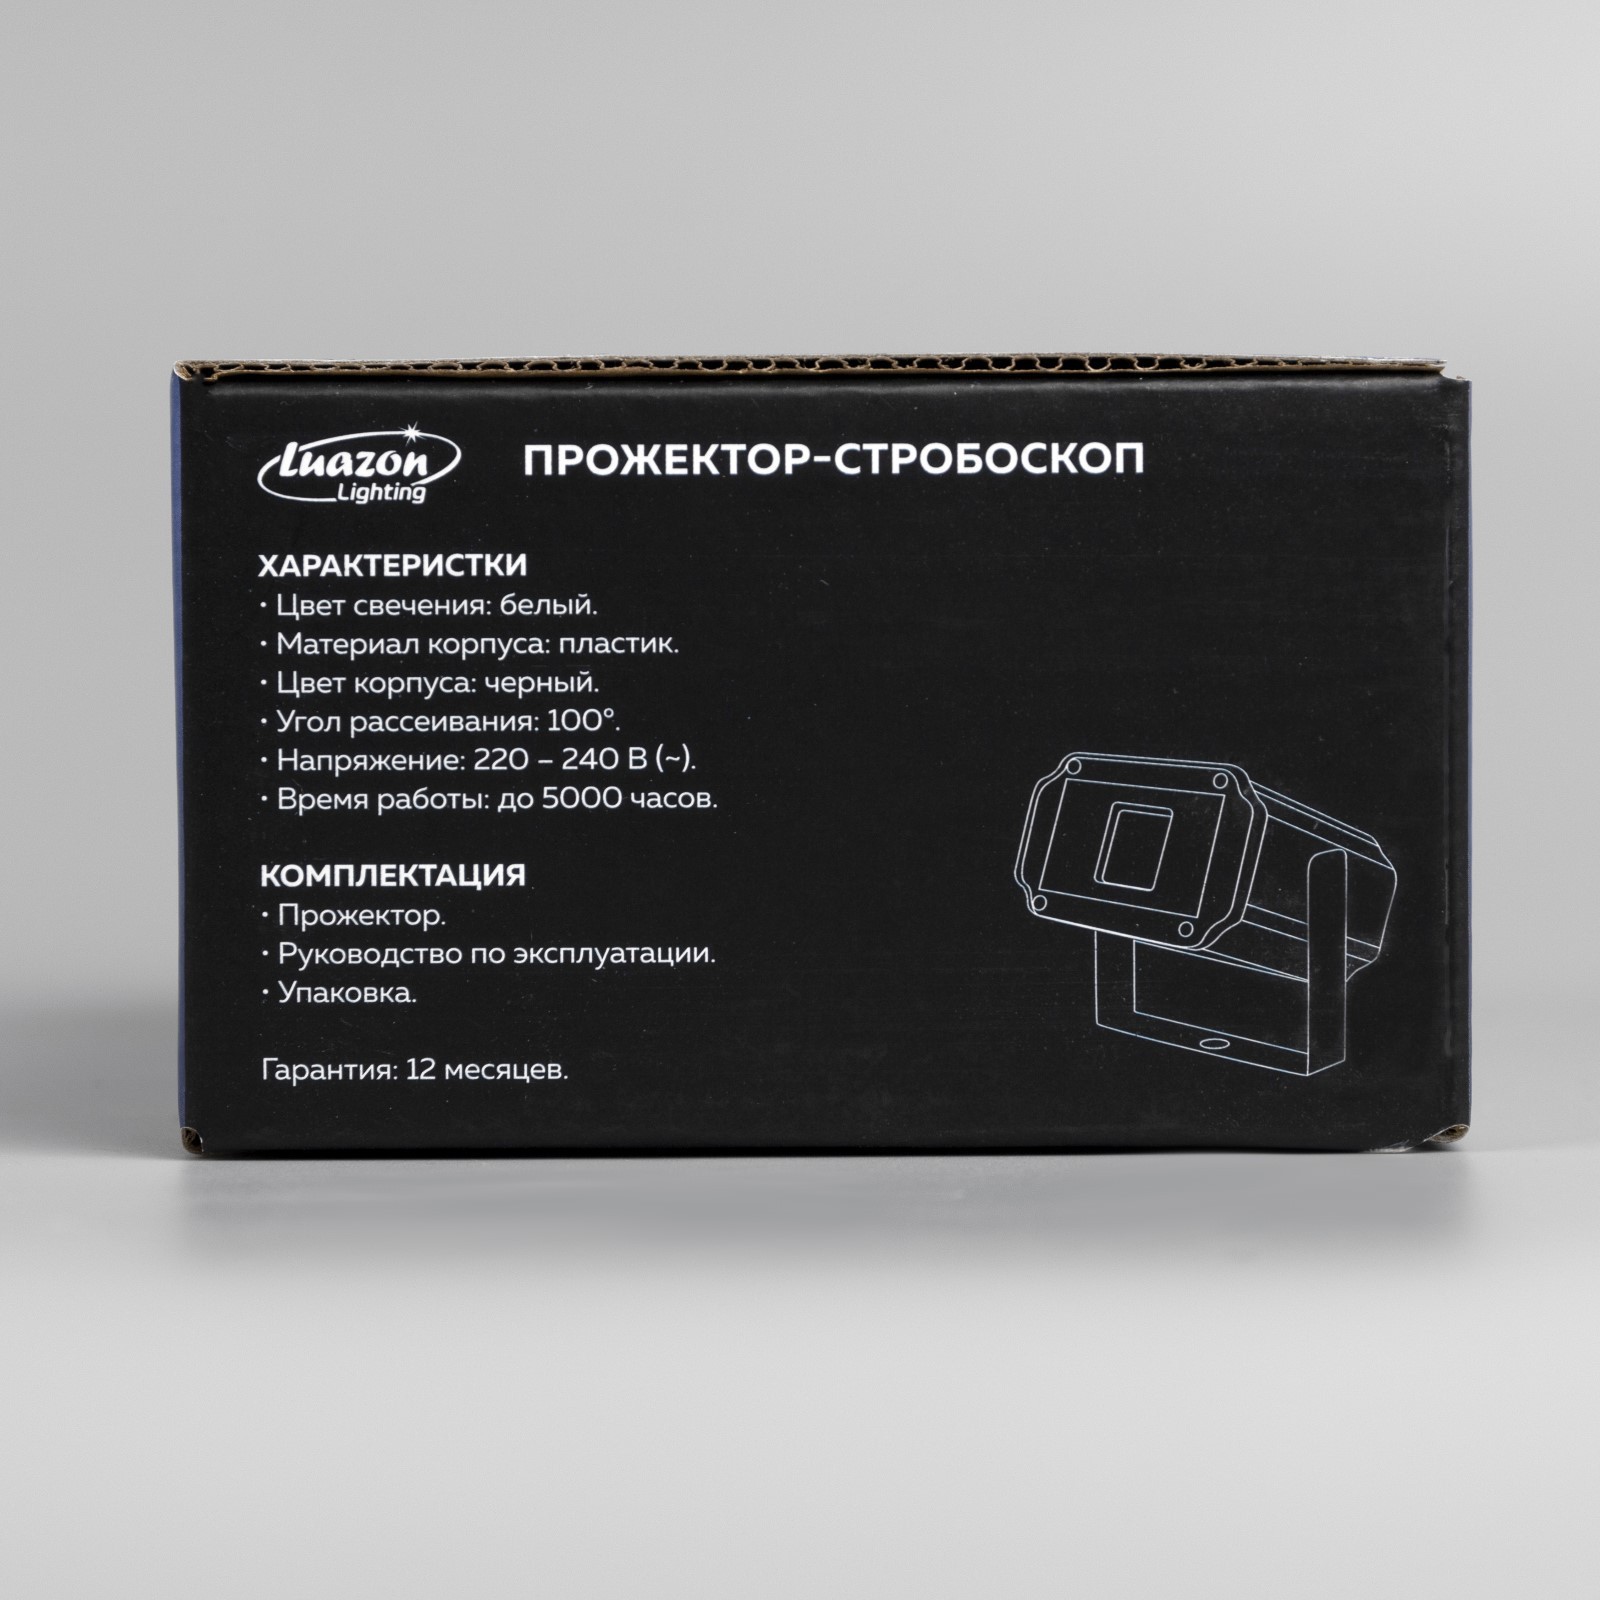 Luazon
Lighting
ПРОЖЕКТОР-СТРОБОСКОП
ХАРАКТЕРИСТКИ
• Цвет свечения: белый.
• Материал корпуса: пластик.
• Цвет корпуса: черный.
• Угол рассеивания: 100°.
• Напряжение: 220 – 240 В (~).
• Время работы: до 5000 часов.
КОМПЛЕКТАЦИЯ
• Прожектор.
• Руководство по эксплуатации.
• Упаковка.
Гарантия: 12 месяцев.